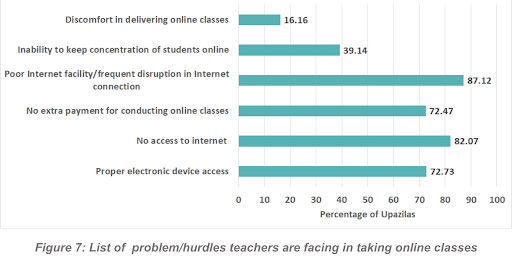 Discomfort in delivering online classes
16.16
Inability to keep concentration of students online
39.14
Poor Internet facility/frequent disruption in Internet
connection
87.12
No extra payment for conducting online classes
72.47
No access to internet
82.07
Proper electronic device access
72.73
0 10 20 30 40 50 60 70 80 90 100
Percentage of Upazilas
Figure 7: List of problem/hurdles teachers are facing in taking online classes